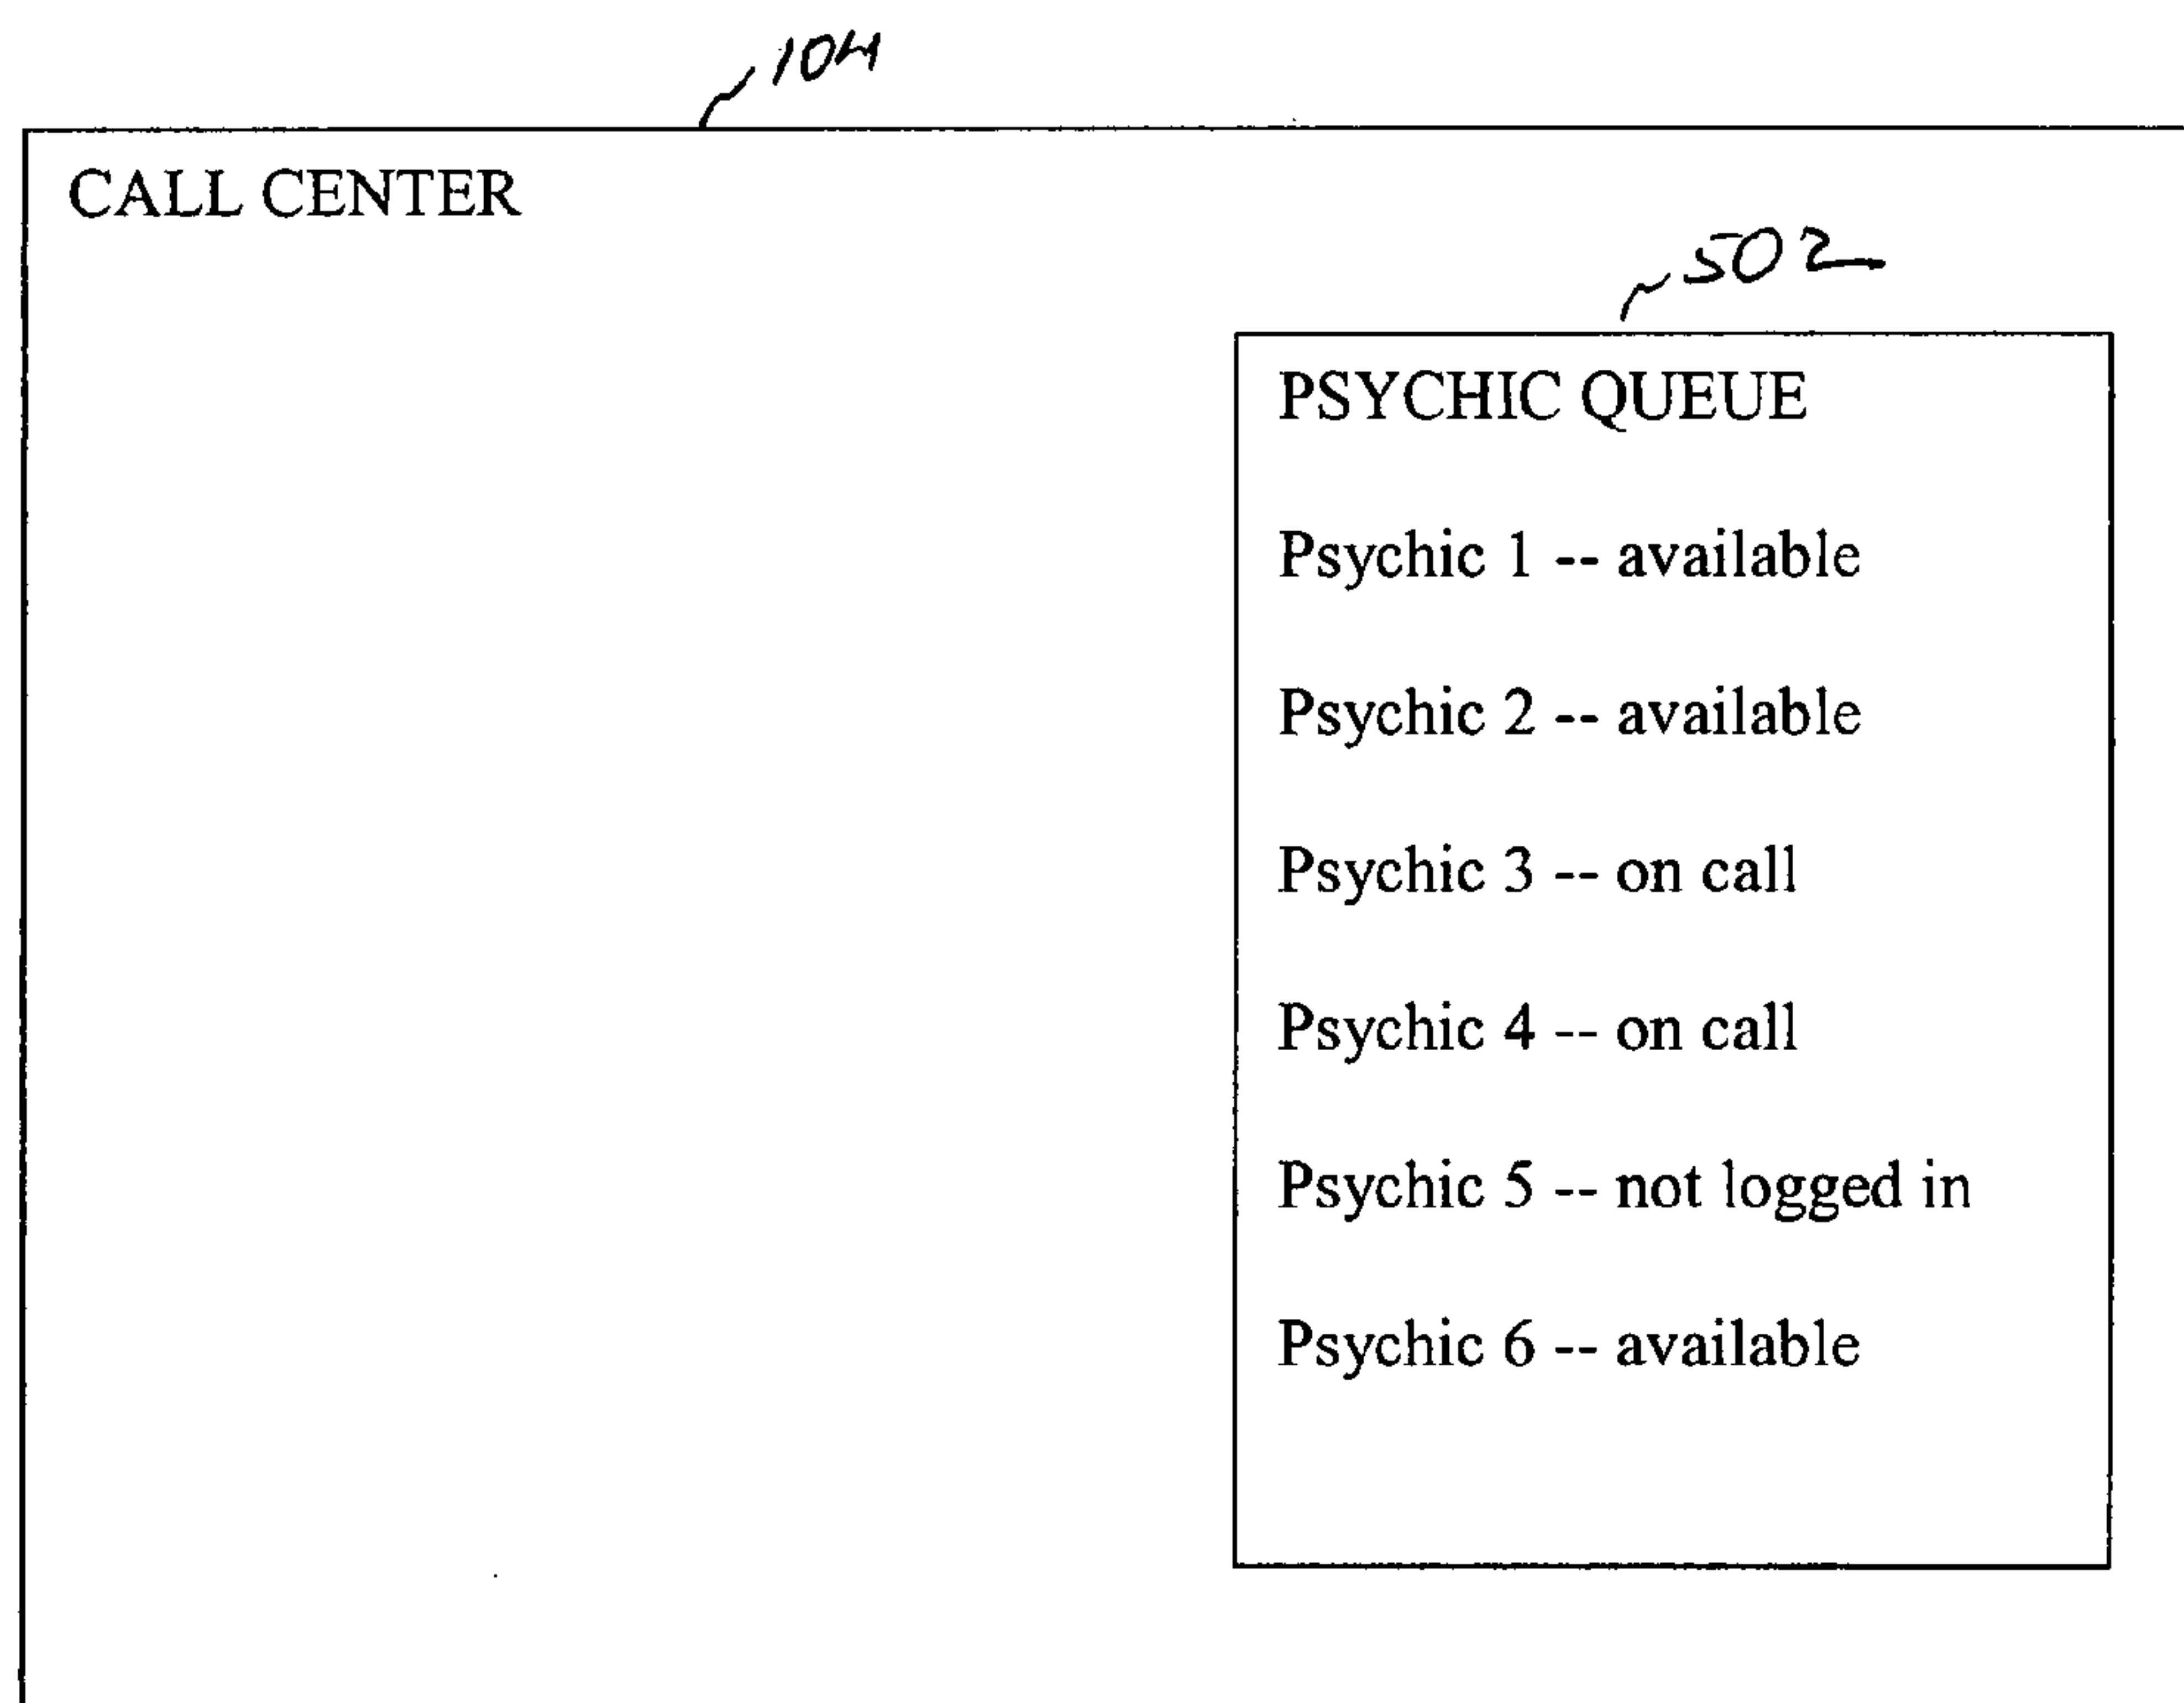 104
CALL CENTER
502
PSYCHIC QUEUE
Psychic 1 -- available
Psychic 2 -- available
Psychic 3 -- on call
Psychic 4 -- on call
Psychic 5 -- not logged in
Psychic 6 -- available